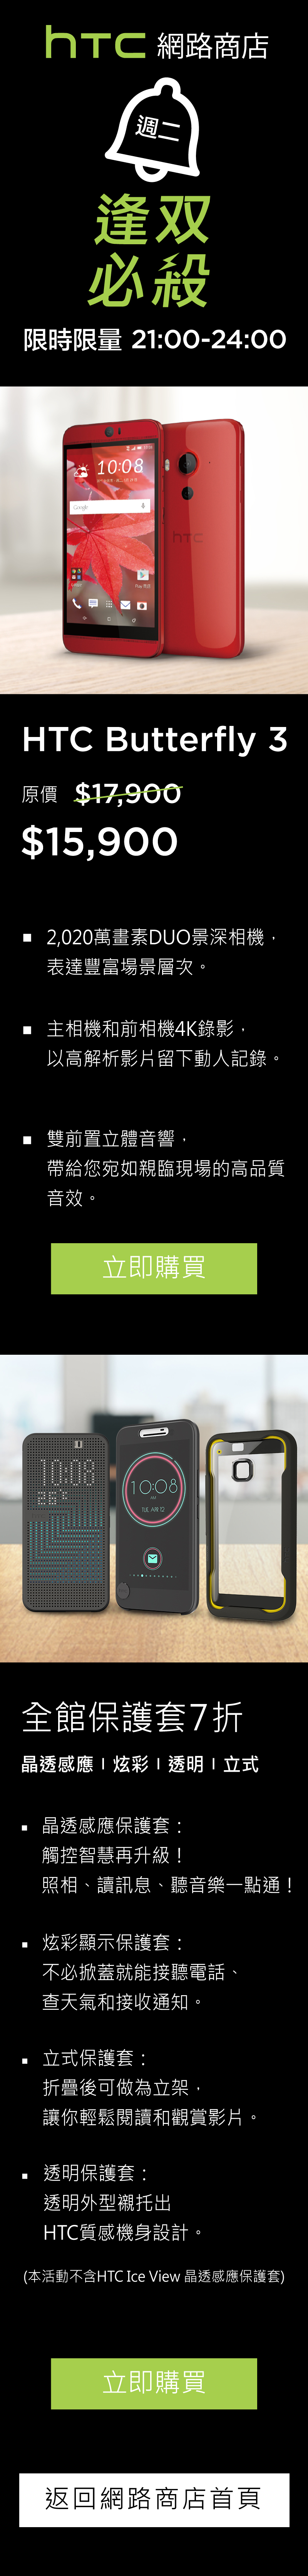 hTC 網路商店
週二
逢双
必殺
限時限量 21:00-24:00
10:08
Google
Play 商店
hTC
HTC Butterfly 3
原價 $17,900
$15,900
2,020萬畫素DUO景深相機，
表達豐富場景層次。
主相機和前相機4K錄影，
以高解析影片留下動人記錄。
雙前置立體音響，
帶給您宛如親臨現場的高品質
音效。
立即購買
10:08
26°c
10:08
AM
TUE, APR 12
全館保護套7折
晶透感應 | 炫彩 | 透明 | 立式
晶透感應保護套：
觸控智慧再升級！
照相、讀訊息、聽音樂一點通！
炫彩顯示保護套：
不必掀蓋就能接聽電話、
查天氣和接收通知。
立式保護套：
折疊後可做為立架，
讓你輕鬆閱讀和觀賞影片。
透明保護套：
透明外型襯托出
HTC質感機身設計。
(本活動不含HTC Ice View 晶透感應保護套)
立即購買
返回網路商店首頁